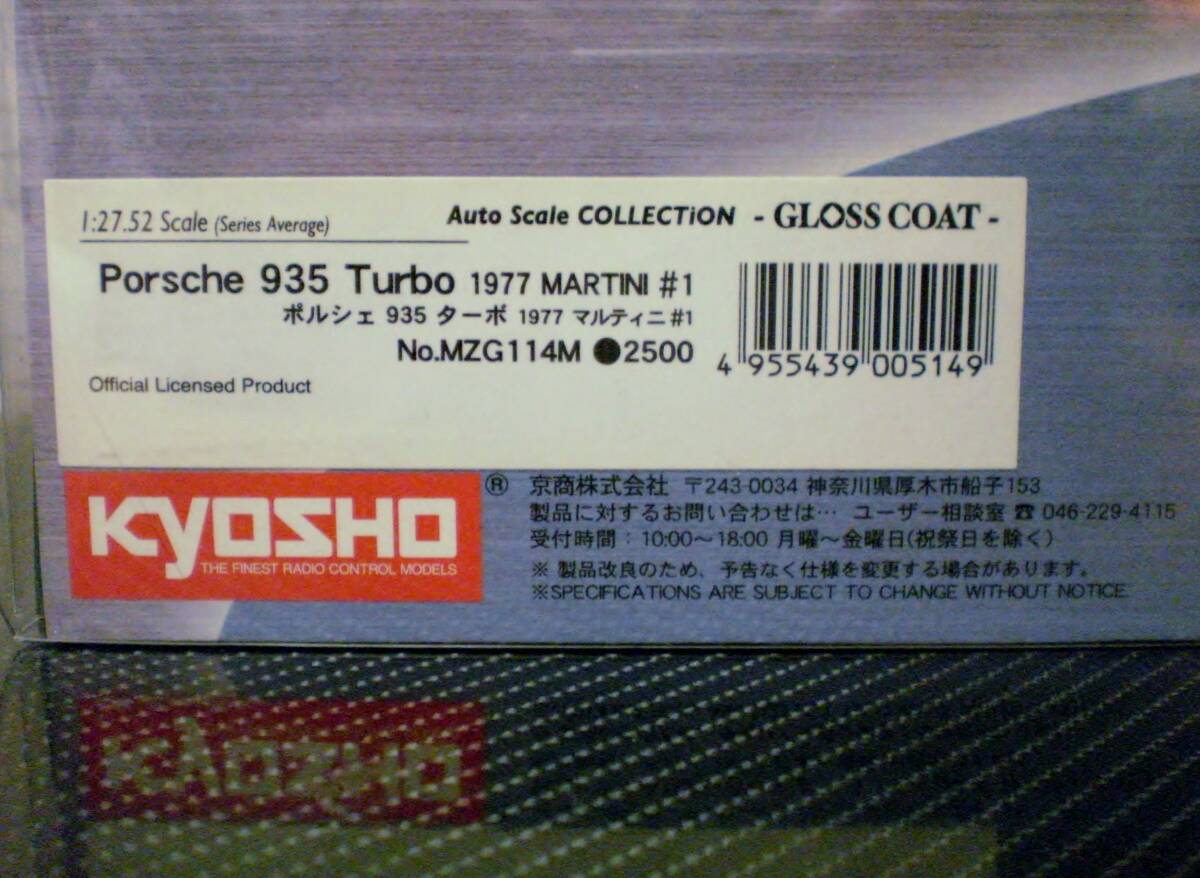 1:27.52 Scale (Series Average)
Auto Scale COLLECTiON - GLOSS COAT -
Porsche 935 Turbo 1977 MARTINI #1
ポルシェ 935 ターボ 1977 マルティニ #1
No.MZG114M ●2500
4 955439 005149
Official Licensed Product
KYOSHO ®
THE FINEST RADIO CONTROL MODELS
京商株式会社 〒243-0034 神奈川県厚木市船子153
製品に対するお問い合わせは… ユーザー相談室 ☎ 046-229-4115
受付時間：10:00〜18:00 月曜〜金曜日(祝祭日を除く)
※ 製品改良のため、予告なく仕様を変更する場合があります。
※SPECIFICATIONS ARE SUBJECT TO CHANGE WITHOUT NOTICE.